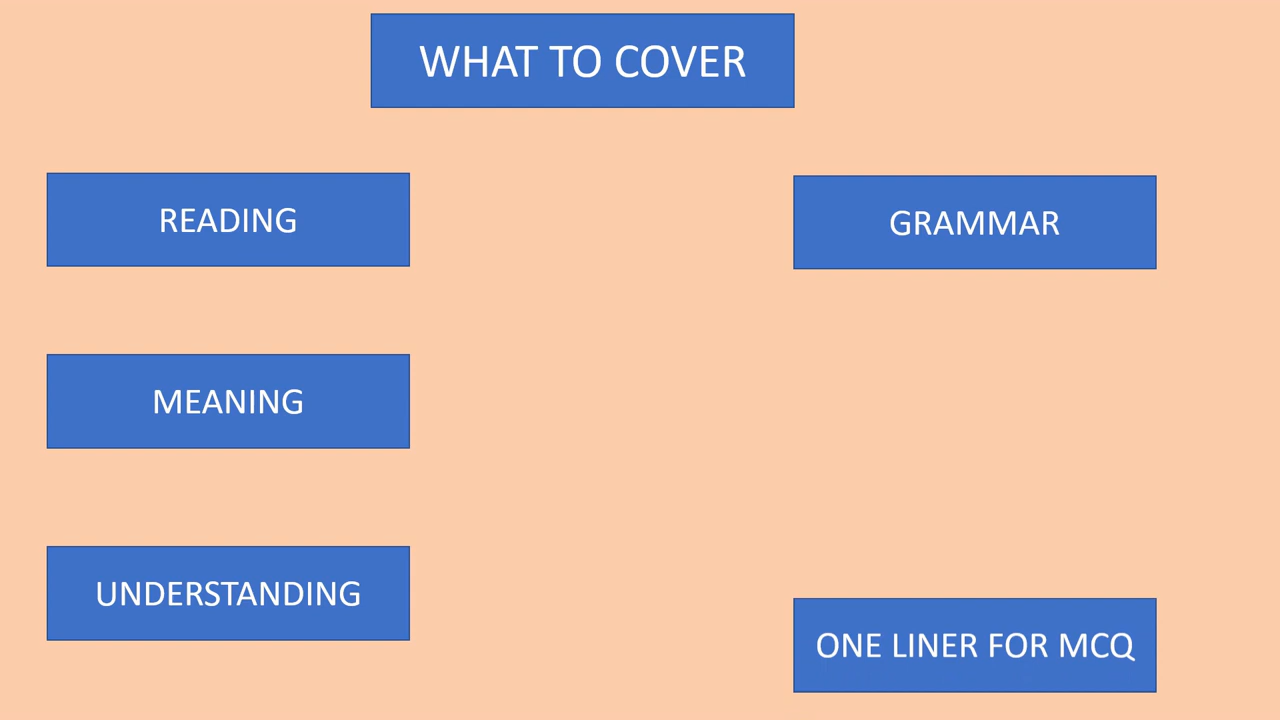 WHAT TO COVER
READING
GRAMMAR
MEANING
UNDERSTANDING
ONE LINER FOR MCQ